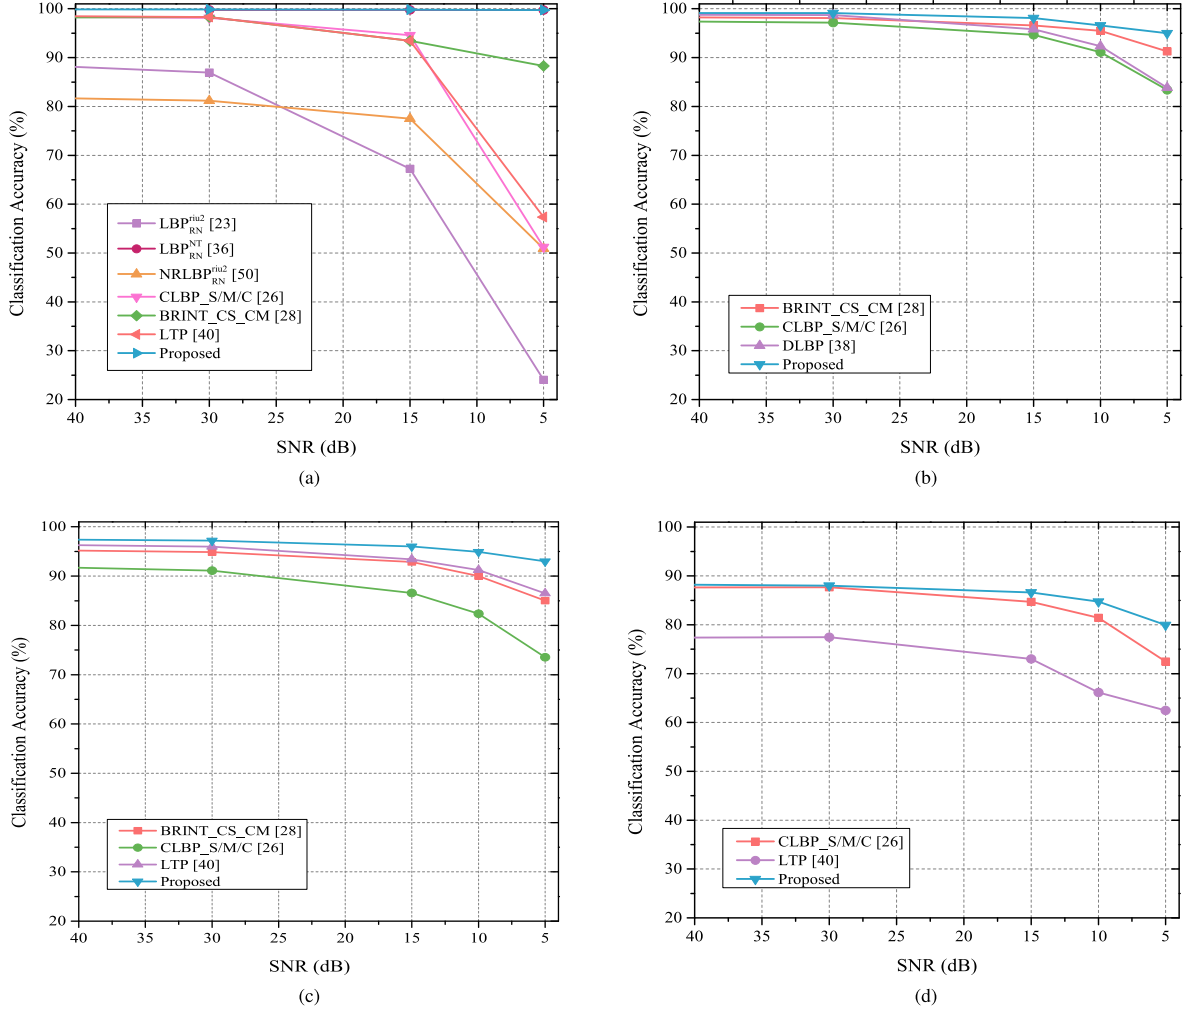 Classification Accuracy (%)
100
90
80
70
60
50
40
30
20
LBP riu2 RN [23]
LBP NT RN [36]
NRLBP riu2 RN [50]
CLBP_S/M/C [26]
BRINT_CS_CM [28]
LTP [40]
Proposed
40 35 30 25 20 15 10 5
SNR (dB)
(a)
Classification Accuracy (%)
100
90
80
70
60
50
40
30
20
BRINT_CS_CM [28]
CLBP_S/M/C [26]
DLBP [38]
Proposed
40 35 30 25 20 15 10 5
SNR (dB)
(b)
Classification Accuracy (%)
100
90
80
70
60
50
40
30
20
BRINT_CS_CM [28]
CLBP_S/M/C [26]
LTP [40]
Proposed
40 35 30 25 20 15 10 5
SNR (dB)
(c)
Classification Accuracy (%)
100
90
80
70
60
50
40
30
20
CLBP_S/M/C [26]
LTP [40]
Proposed
40 35 30 25 20 15 10 5
SNR (dB)
(d)